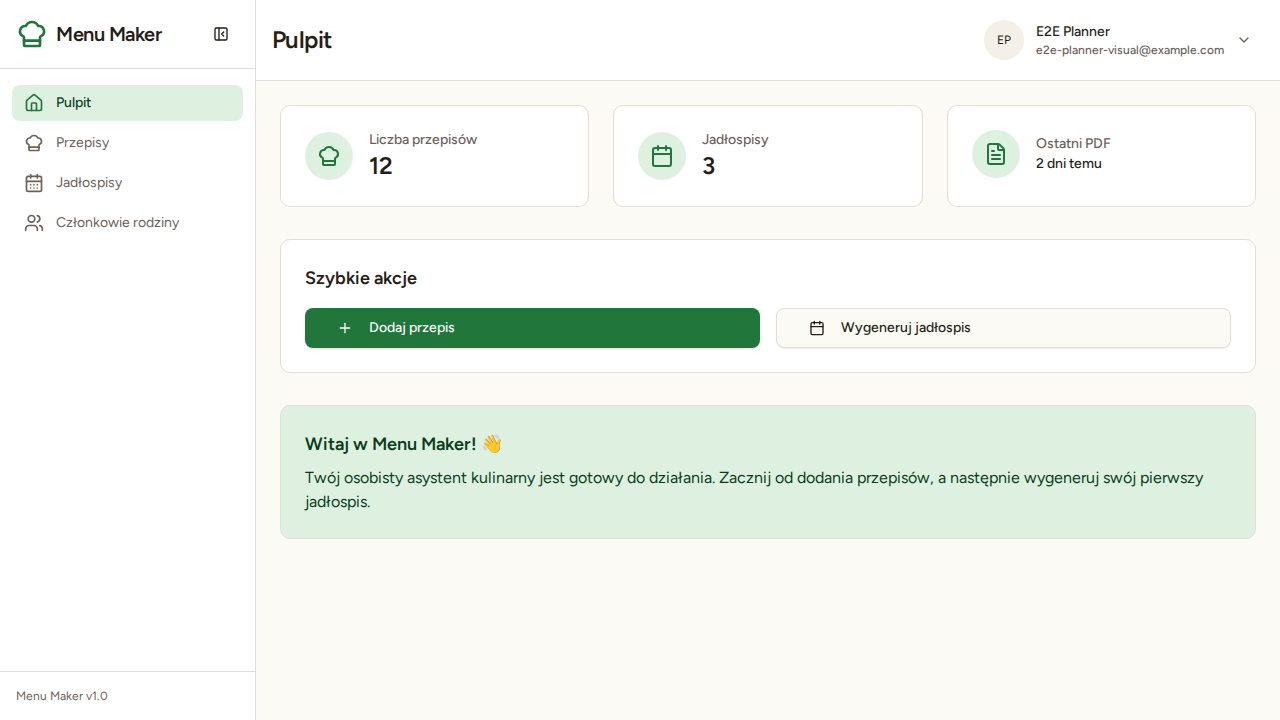 Menu Maker
Pulpit
Przepisy
Jadłospisy
Członkowie rodziny
Menu Maker v1.0
Pulpit
EP
E2E Planner
e2e-planner-visual@example.com
Liczba przepisów
12
Jadłospisy
3
Ostatni PDF
2 dni temu
Szybkie akcje
Dodaj przepis
Wygeneruj jadłospis
Witaj w Menu Maker! 👋
Twój osobisty asystent kulinarny jest gotowy do działania. Zacznij od dodania przepisów, a następnie wygeneruj swój pierwszy
jadłospis.